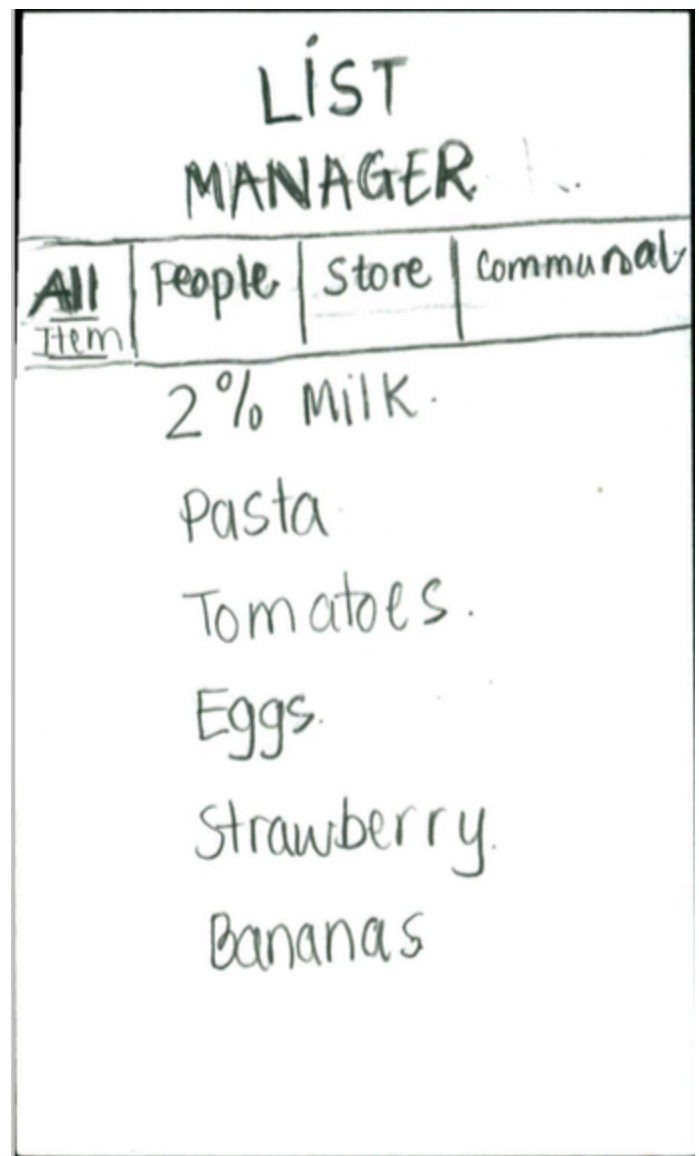 LIST
MANAGER
All People Store Communal
Item
2% Milk.
Pasta
Tomatoes.
Eggs.
Strawberry.
Bananas